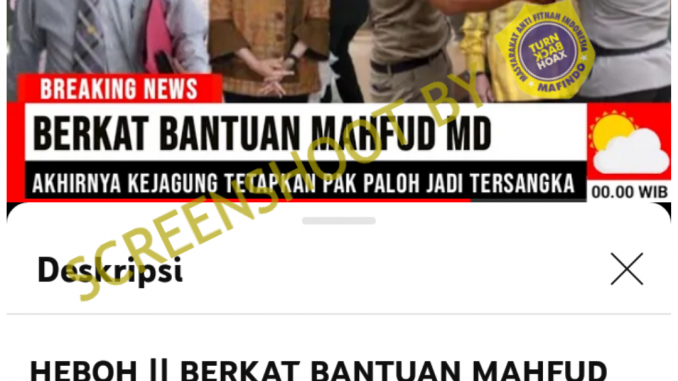 MASYARAKAT ANTI FITNAH INDONESIA
TURN
BACK
HOAX
MAFINDO
BREAKING NEWS
BERKAT BANTUAN MAHFUD MD
AKHIRNYA KEJAGUNG TETAPKAN PAK PALOH JADI TERSANGKA
00.00 WIB
SCREENSHOOT BY
Deskripsi
HEBOH || BERKAT BANTUAN MAHFUD